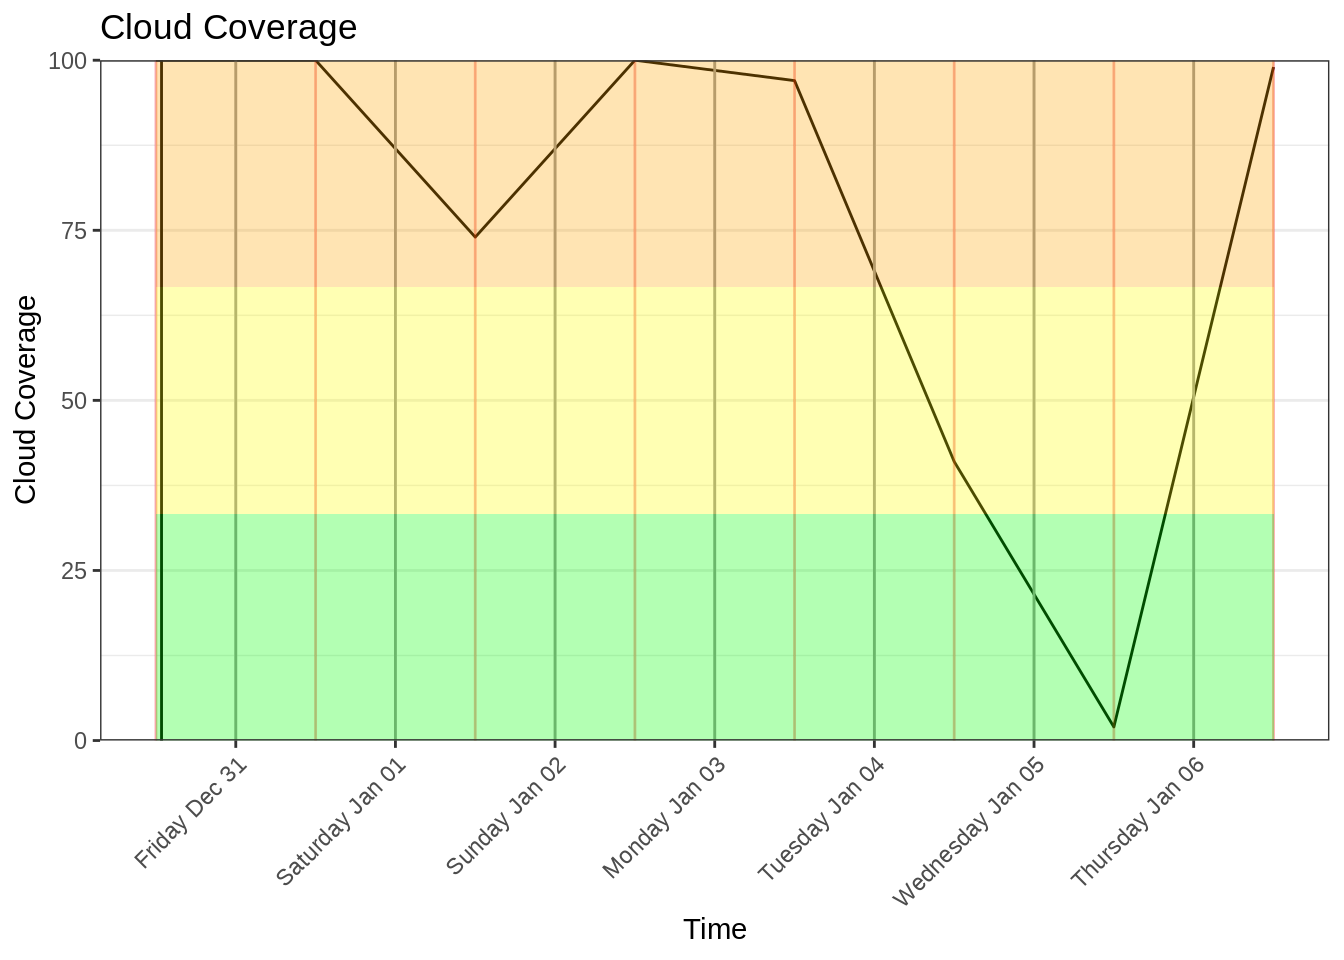 Cloud Coverage
100
75
50
25
0
Cloud Coverage
Friday Dec 31
Saturday Jan 01
Sunday Jan 02
Monday Jan 03
Tuesday Jan 04
Wednesday Jan 05
Thursday Jan 06
Time